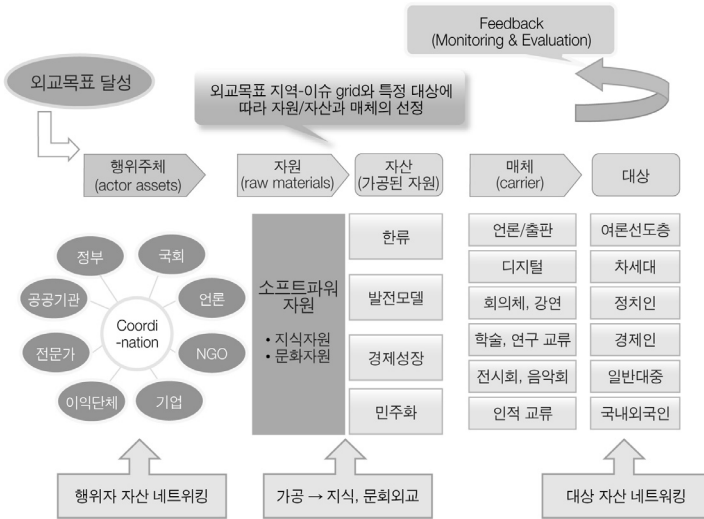 Feedback
(Monitoring & Evaluation)
외교목표 달성
외교목표 지역-이슈 grid와 특정 대상에
따라 자원/자산과 매체의 선정
행위주체
(actor assets)
자원
(raw materials)
자산
(가공된 자원)
매체
(carrier)
대상
정부
국회
공공기관
언론
Coordi
-nation
전문가
NGO
이익단체
기업
소프트파워
자원
• 지식자원
• 문화자원
한류
발전모델
경제성장
민주화
언론/출판
디지털
회의체, 강연
학술, 연구 교류
전시회, 음악회
인적 교류
여론선도층
차세대
정치인
경제인
일반대중
국내외국인
행위자 자산 네트위킹
가공 → 지식, 문회외교
대상 자산 네트워킹